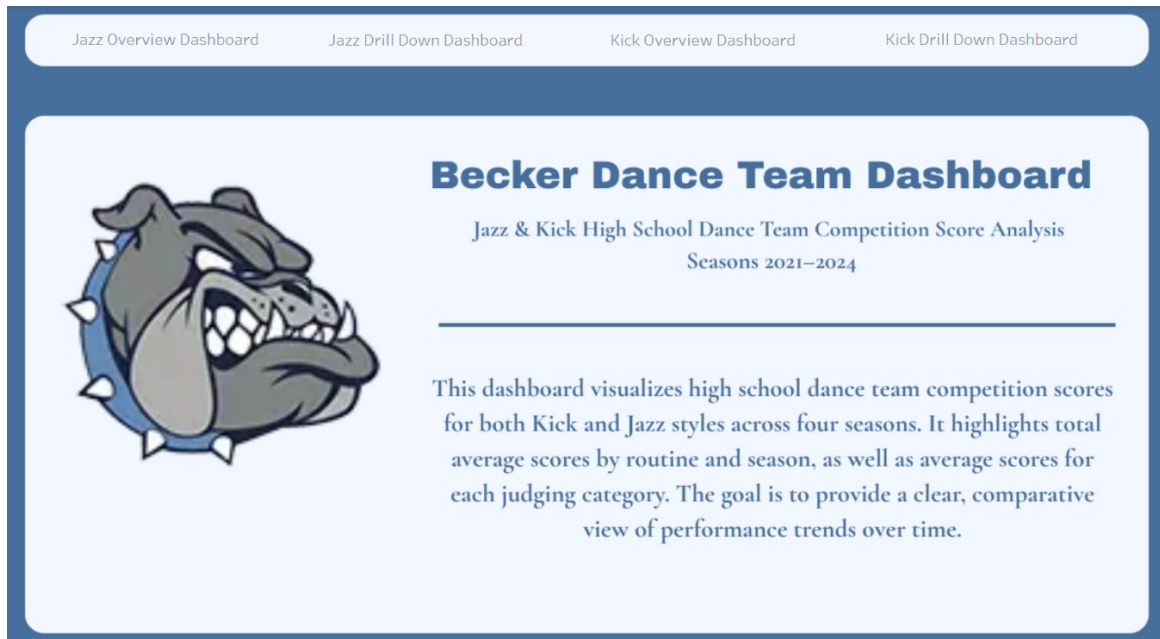 Jazz Overview Dashboard
Jazz Drill Down Dashboard
Kick Overview Dashboard
Kick Drill Down Dashboard
Becker Dance Team Dashboard
Jazz & Kick High School Dance Team Competition Score Analysis
Seasons 2021–2024
This dashboard visualizes high school dance team competition scores
for both Kick and Jazz styles across four seasons. It highlights total
average scores by routine and season, as well as average scores for
each judging category. The goal is to provide a clear, comparative
view of performance trends over time.